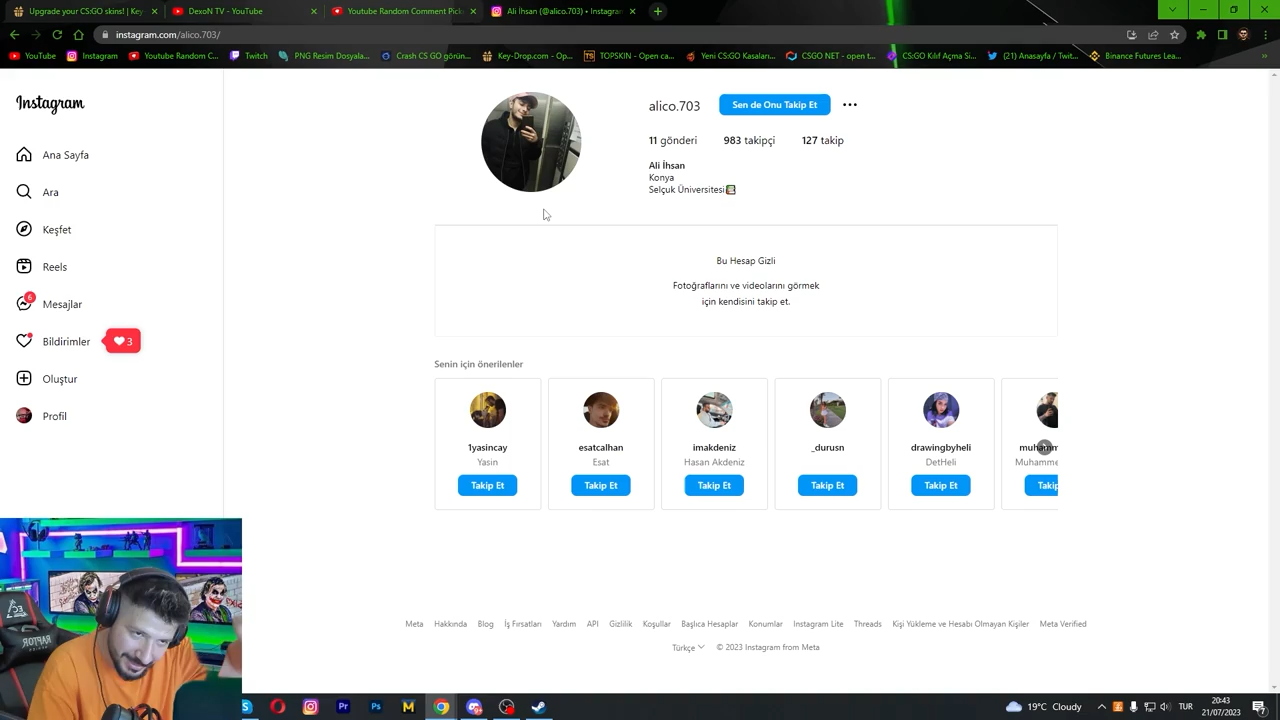 Upgrade your CS:GO skins! | Key
DexoN TV - YouTube
Youtube Random Comment Pick
Ali İhsan (@alico.703) • Instagram
instagram.com/alico.703/
YouTube
Instagram
Youtube Random Co...
Twitch
PNG Resim Dosyala...
Crash CS GO görün...
Key-Drop.com - Op...
TOPSKIN - Open ca...
Yeni CS:GO Kasaları...
CSGO NET - open t...
CS:GO Kılıf Açma Si...
(21) Anasayfa / Twit...
Binance Futures Lea...
Instagram
Ana Sayfa
Ara
Keşfet
Reels
6
Mesajlar
Bildirimler
3
Oluştur
Profil
alico.703
Sen de Onu Takip Et
11 gönderi
983 takipçi
127 takip
Ali İhsan
Konya
Selçuk Üniversitesi
Bu Hesap Gizli
Fotoğraflarını ve videolarını görmek
için kendisini takip et.
Senin için önerilenler
1yasincay
Yasin
Takip Et
esatcalhan
Esat
Takip Et
imakdeniz
Hasan Akdeniz
Takip Et
_durusn
Takip Et
drawingbyheli
DetHeli
Takip Et
Muhamme
Takip
RAPTOR
Meta
Hakkında
Blog
İş Fırsatları
Yardım
API
Gizlilik
Koşullar
Başlıca Hesaplar
Konumlar
Instagram Lite
Threads
Kişi Yükleme ve Hesabı Olmayan Kişiler
Meta Verified
Türkçe
© 2023 Instagram from Meta
Pr
Ps
19°C Cloudy
TUR
20:43
21/07/2023